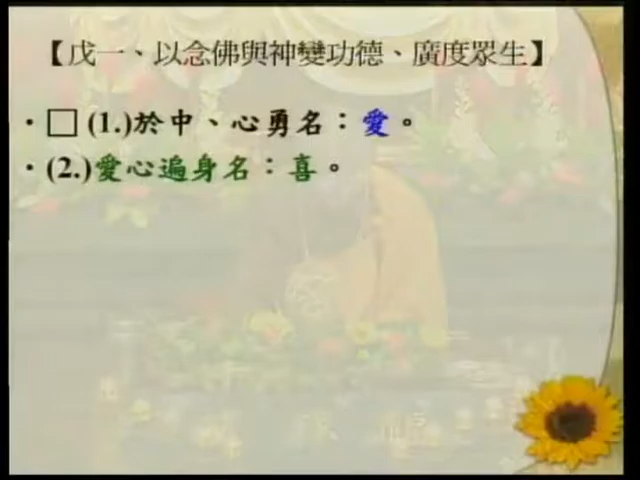 【戊一、以念佛與神變功德、廣度眾生】
·□(1.)於中、心勇名：愛。
·(2.)愛心遍身名：喜。